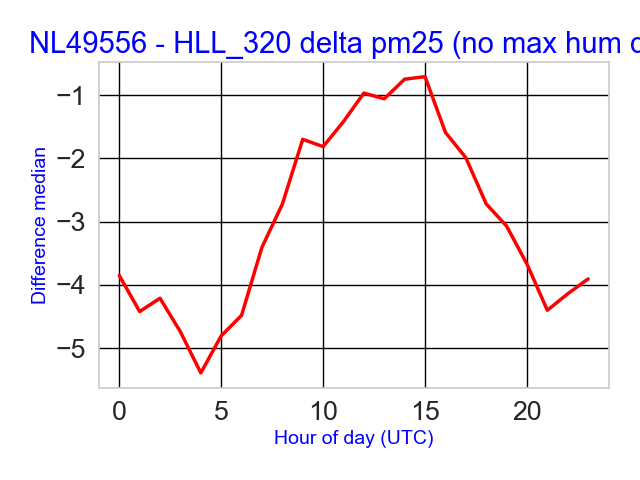 NL49556 - HLL_320 delta pm25 (no max hum
−1
−2
−3
−4
−5
Difference median
0 5 10 15 20
Hour of day (UTC)